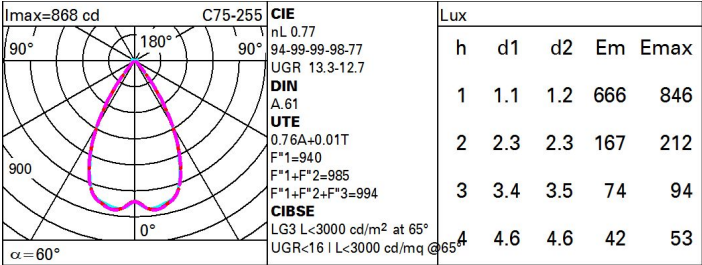 Imax=868 cd C75-255
90° 180° 90°
900
0°
α=60°
CIE
nL 0.77
94-99-99-98-77
UGR 13.3-12.7
DIN
A.61
UTE
0.76A+0.01T
F"1=940
F"1+F"2=985
F"1+F"2+F"3=994
CIBSE
LG3 L<3000 cd/m² at 65°
UGR<16 | L<3000 cd/mq @65°
Lux
h d1 d2 Em Emax
1 1.1 1.2 666 846
2 2.3 2.3 167 212
3 3.4 3.5 74 94
4 4.6 4.6 42 53